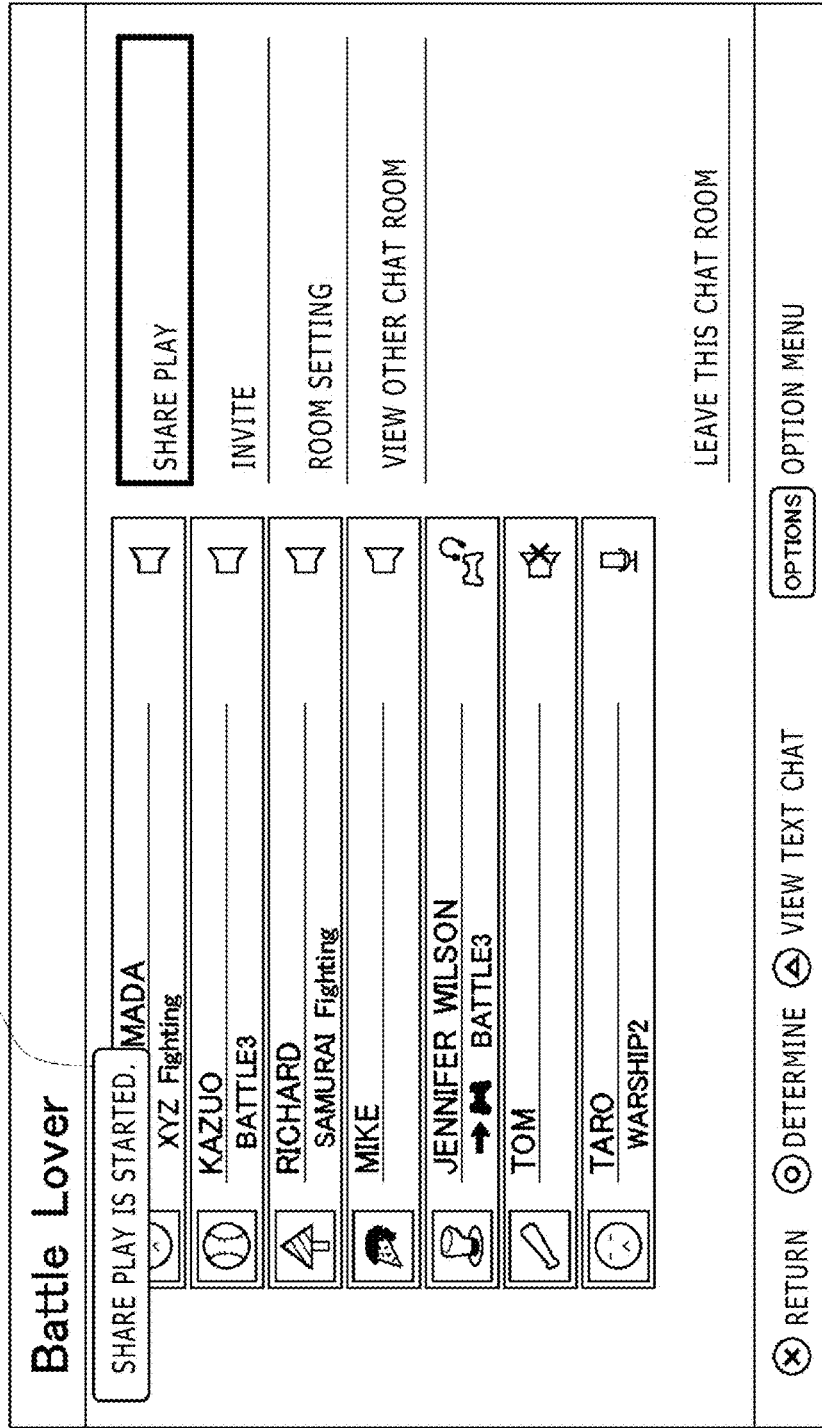 Battle Lover
SHARE PLAY IS STARTED.
MADA
XYZ Fighting
KAZUO
BATTLE3
RICHARD
SAMURAI Fighting
MIKE
JENNIFER WILSON
BATTLE3
TOM
TARO
WARSHIP2
SHARE PLAY
INVITE
ROOM SETTING
VIEW OTHER CHAT ROOM
LEAVE THIS CHAT ROOM
RETURN DETERMINE VIEW TEXT CHAT OPTIONS OPTION MENU